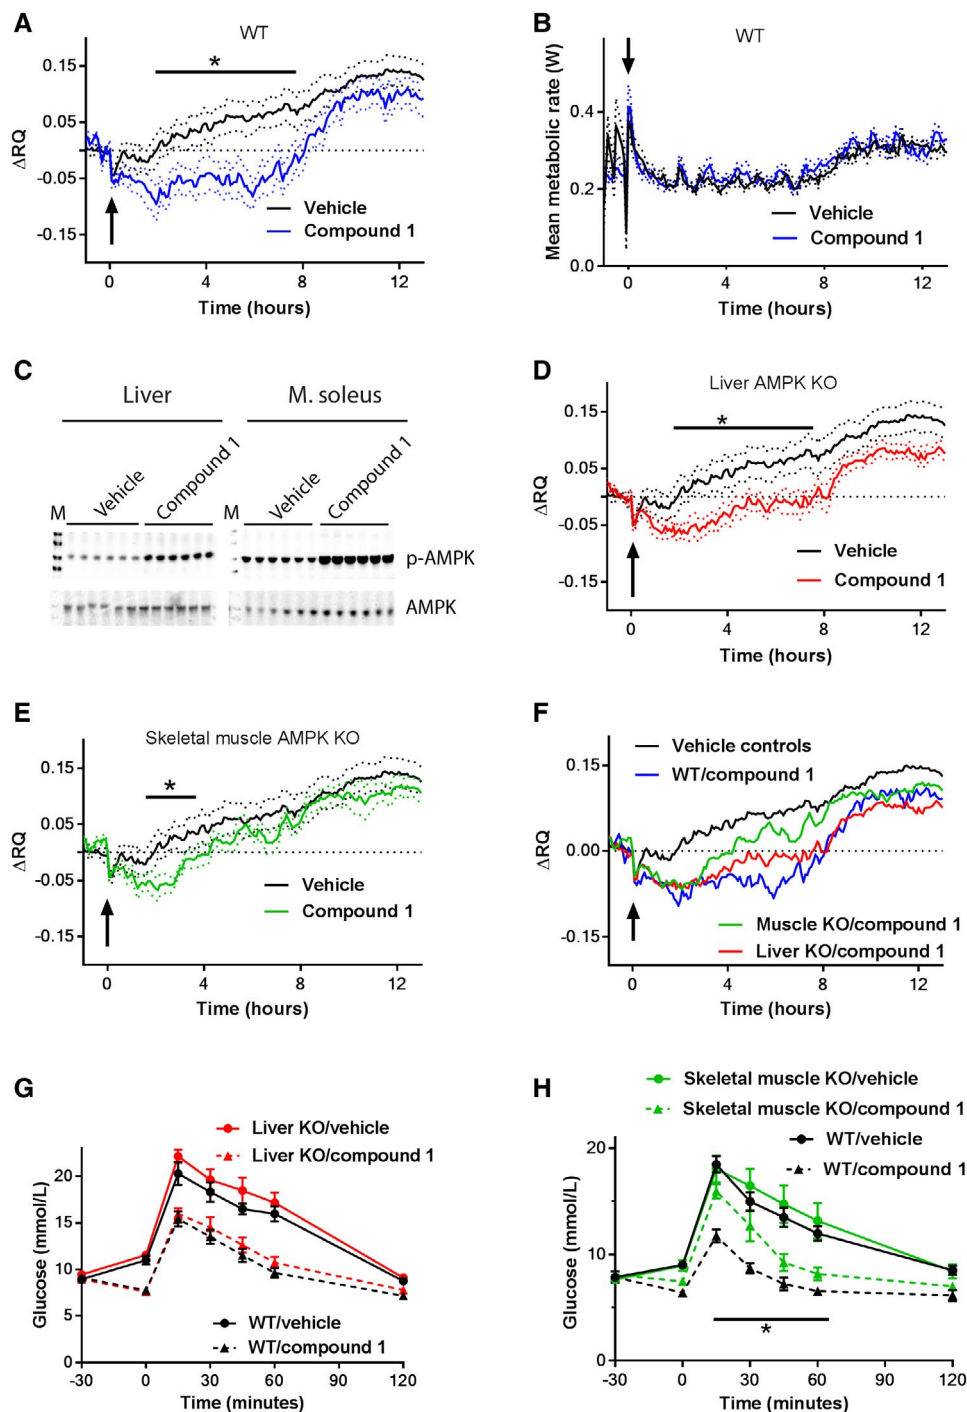 A
WT
*
0.15
0.05
-0.05
-0.15
ΔRQ
Vehicle
Compound 1
0 4 8 12
Time (hours)
B
WT
0.4
0.2
0.0
Mean metabolic rate (W)
Vehicle
Compound 1
0 4 8 12
Time (hours)
C
Liver M. soleus
M Vehicle Compound 1 M Vehicle Compound 1
p-AMPK
AMPK
D
Liver AMPK KO
*
0.15
0.05
-0.05
-0.15
ΔRQ
Vehicle
Compound 1
0 4 8 12
Time (hours)
E
Skeletal muscle AMPK KO
*
0.15
0.05
-0.05
-0.15
ΔRQ
Vehicle
Compound 1
0 4 8 12
Time (hours)
F
Vehicle controls
WT/compound 1
0.15
0.00
-0.15
ΔRQ
Muscle KO/compound 1
Liver KO/compound 1
0 4 8 12
Time (hours)
G
Liver KO/vehicle
Liver KO/compound 1
20
15
10
5
0
Glucose (mmol/L)
WT/vehicle
WT/compound 1
-30 0 30 60 90 120
Time (minutes)
H
Skeletal muscle KO/vehicle
Skeletal muscle KO/compound 1
WT/vehicle
WT/compound 1
20
10
0
Glucose (mmol/L)
*
-30 0 30 60 90 120
Time (minutes)